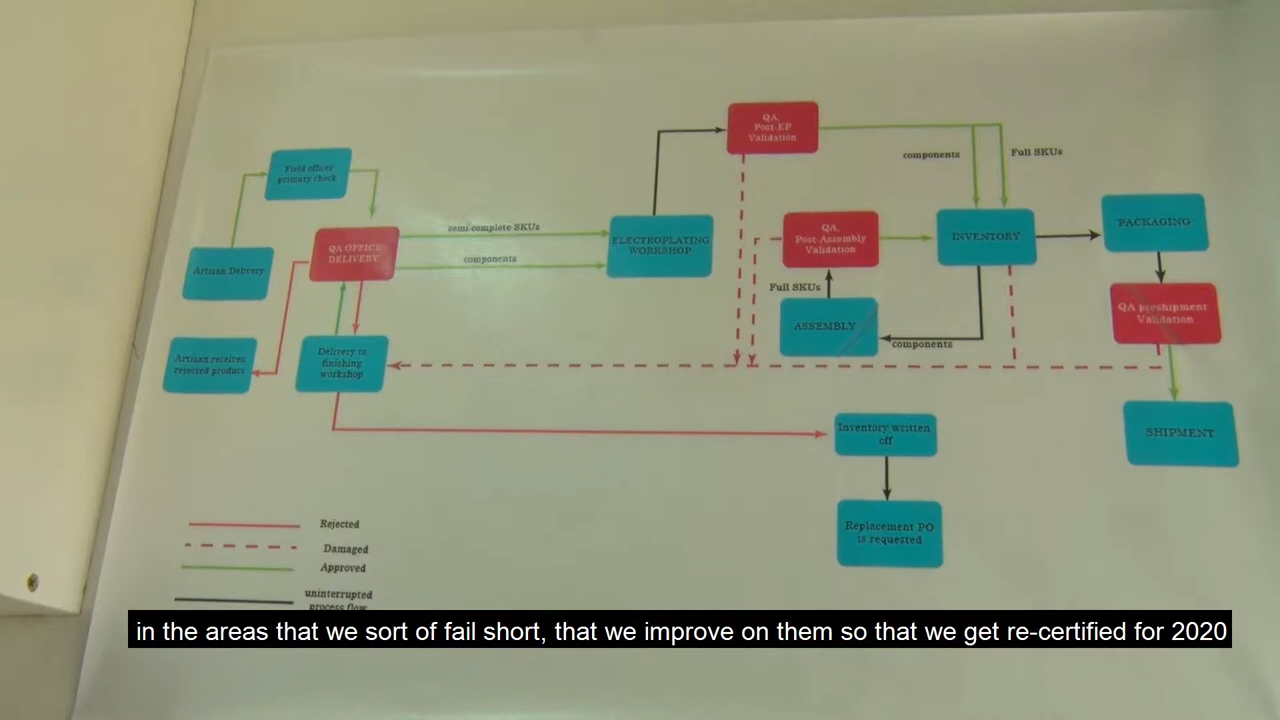 QA
Post-EP
Validation
components
Full SKUs
Field officer
primary check
semi-complete SKUs
QA OFFICE
DELIVERY
components
ELECTROPLATING
WORKSHOP
QA
Post-Assembly
Validation
INVENTORY
PACKAGING
Artisan Delivery
Full SKUs
ASSEMBLY
components
QA preshipment
Validation
Artisan receives
rejected product
Delivery to
finishing
workshop
Inventory written
off
SHIPMENT
Replacement PO
is requested
Rejected
Damaged
Approved
uninterrupted
process flow
in the areas that we sort of fail short, that we improve on them so that we get re-certified for 2020